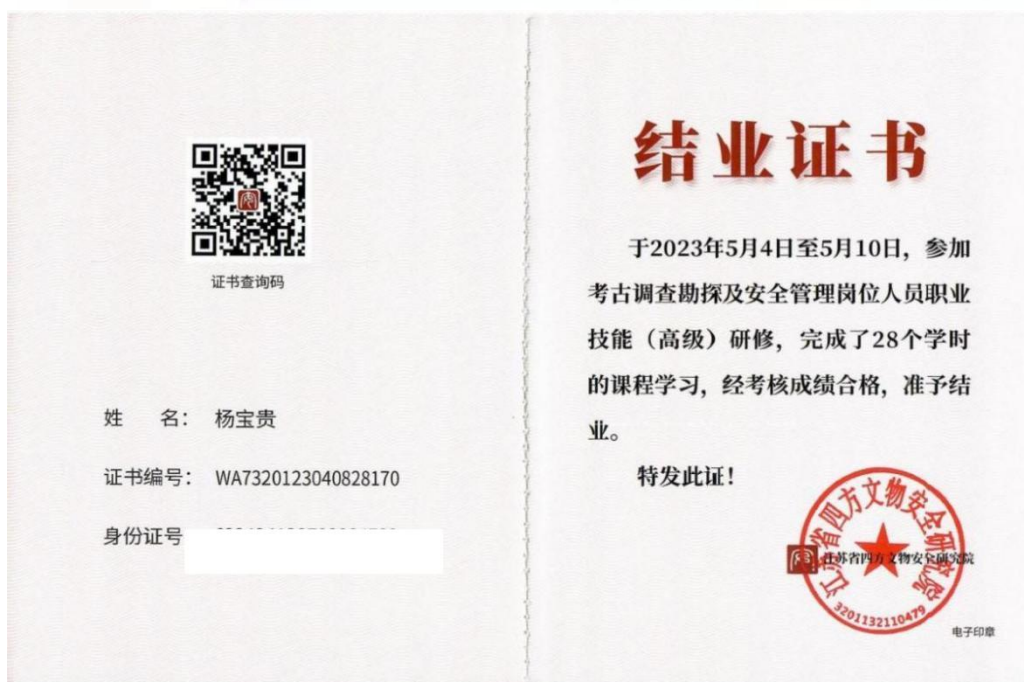 证书查询码
姓 名： 杨宝贵
证书编号： WA7320123040828170
身份证号
结业证书
于2023年5月4日至5月10日，参加
考古调查勘探及安全管理岗位人员职业
技能（高级）研修，完成了28个学时
的课程学习，经考核成绩合格，准予结
业。
特发此证！
江苏省四方文物安全研究院
江苏省四方文物安全研究院
3201132110479
电子印章